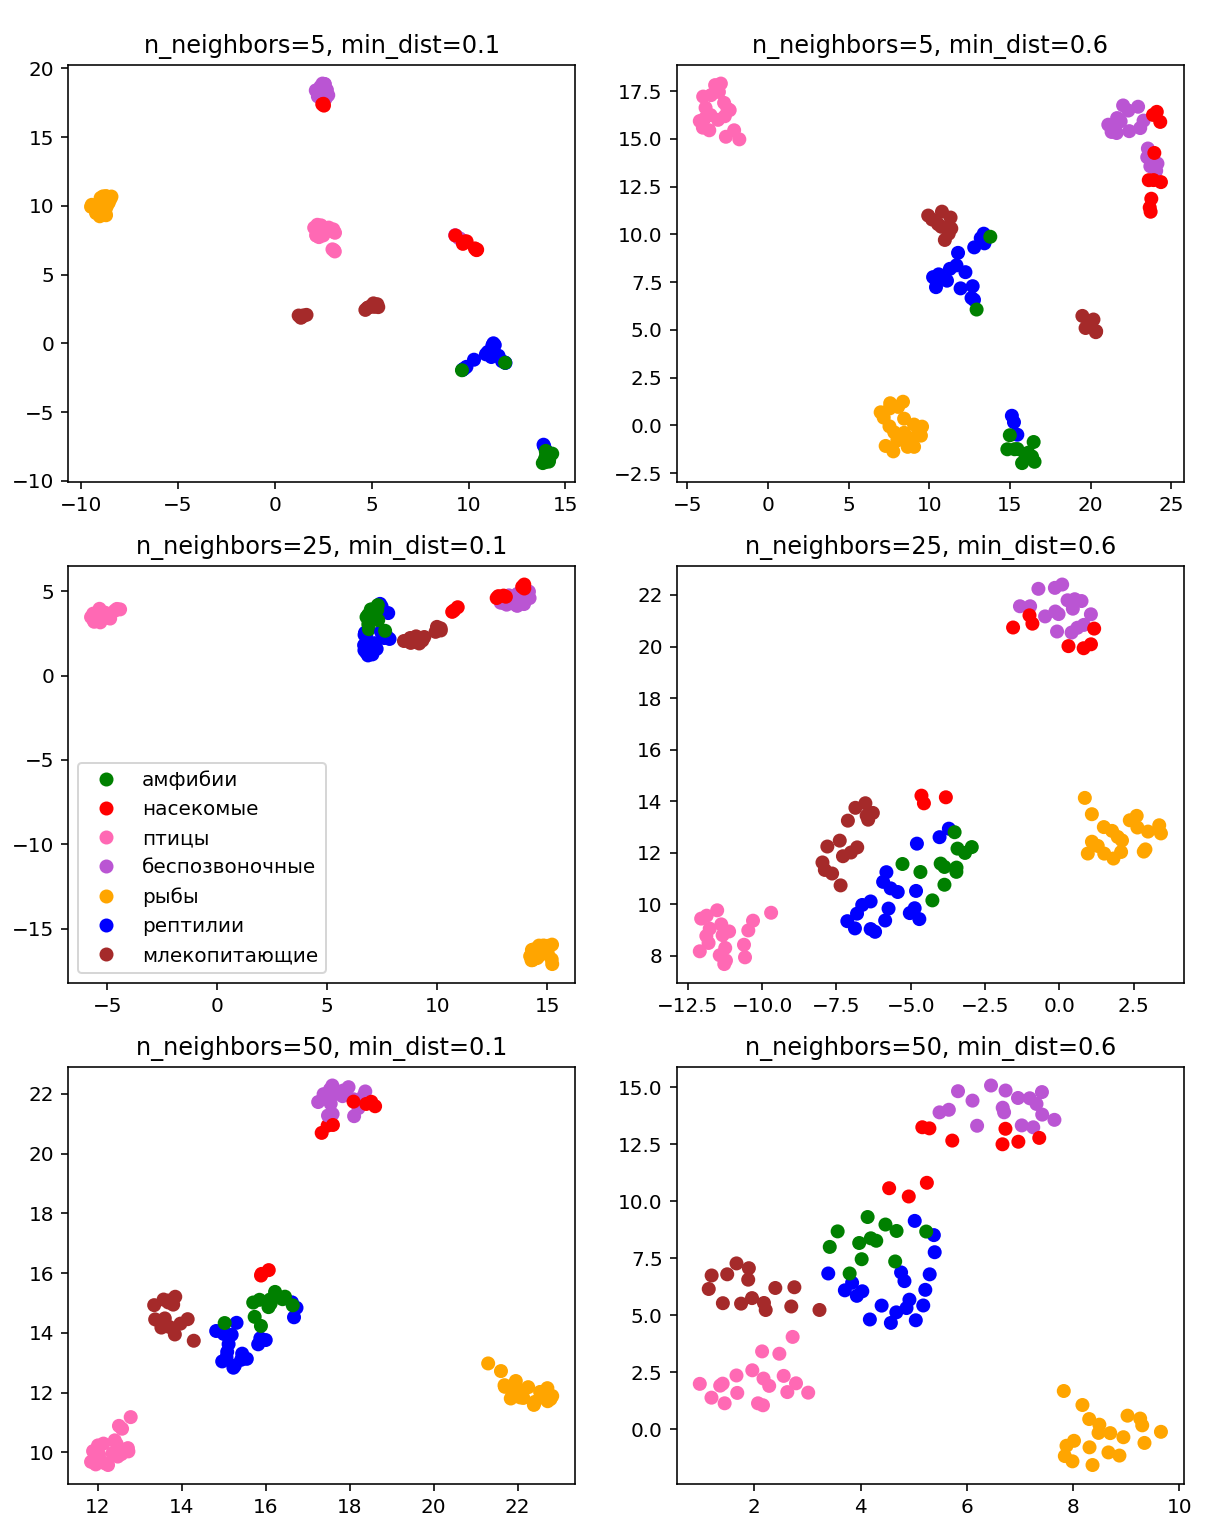 n_neighbors=5, min_dist=0.1
20
15
10
5
0
−5
−10
−10 −5 0 5 10 15
n_neighbors=5, min_dist=0.6
17.5
15.0
12.5
10.0
7.5
5.0
2.5
0.0
−2.5
−5 0 5 10 15 20 25
n_neighbors=25, min_dist=0.1
5
0
−5
−10
−15
амфибии
насекомые
птицы
беспозвоночные
рыбы
рептилии
млекопитающие
−5 0 5 10 15
n_neighbors=25, min_dist=0.6
22
20
18
16
14
12
10
8
−12.5 −10.0 −7.5 −5.0 −2.5 0.0 2.5
n_neighbors=50, min_dist=0.1
22
20
18
16
14
12
10
12 14 16 18 20 22
n_neighbors=50, min_dist=0.6
15.0
12.5
10.0
7.5
5.0
2.5
0.0
2 4 6 8 10